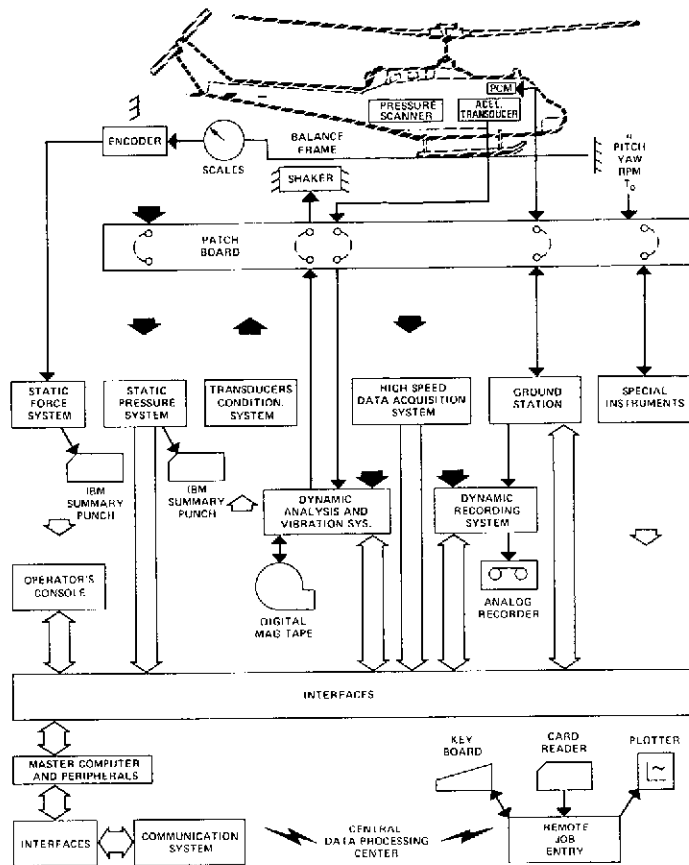 PCM
PRESSURE
SCANNER
ACEL.
TRANSDUCER
ENCODER
SCALES
BALANCE
FRAME
SHAKER
α
PITCH
YAW
RPM
T₀
PATCH
BOARD
STATIC
FORCE
SYSTEM
STATIC
PRESSURE
SYSTEM
TRANSDUCERS
CONDITION.
SYSTEM
HIGH SPEED
DATA ACQUISITION
SYSTEM
GROUND
STATION
SPECIAL
INSTRUMENTS
IBM
SUMMARY
PUNCH
IBM
SUMMARY
PUNCH
DYNAMIC
ANALYSIS AND
VIBRATION SYS.
DYNAMIC
RECORDING
SYSTEM
OPERATOR'S
CONSOLE
DIGITAL
MAG TAPE
ANALOG
RECORDER
INTERFACES
MASTER COMPUTER
AND PERIPHERALS
KEY
BOARD
CARD
READER
PLOTTER
INTERFACES
COMMUNICATION
SYSTEM
CENTRAL
DATA PROCESSING
CENTER
REMOTE
JOB
ENTRY